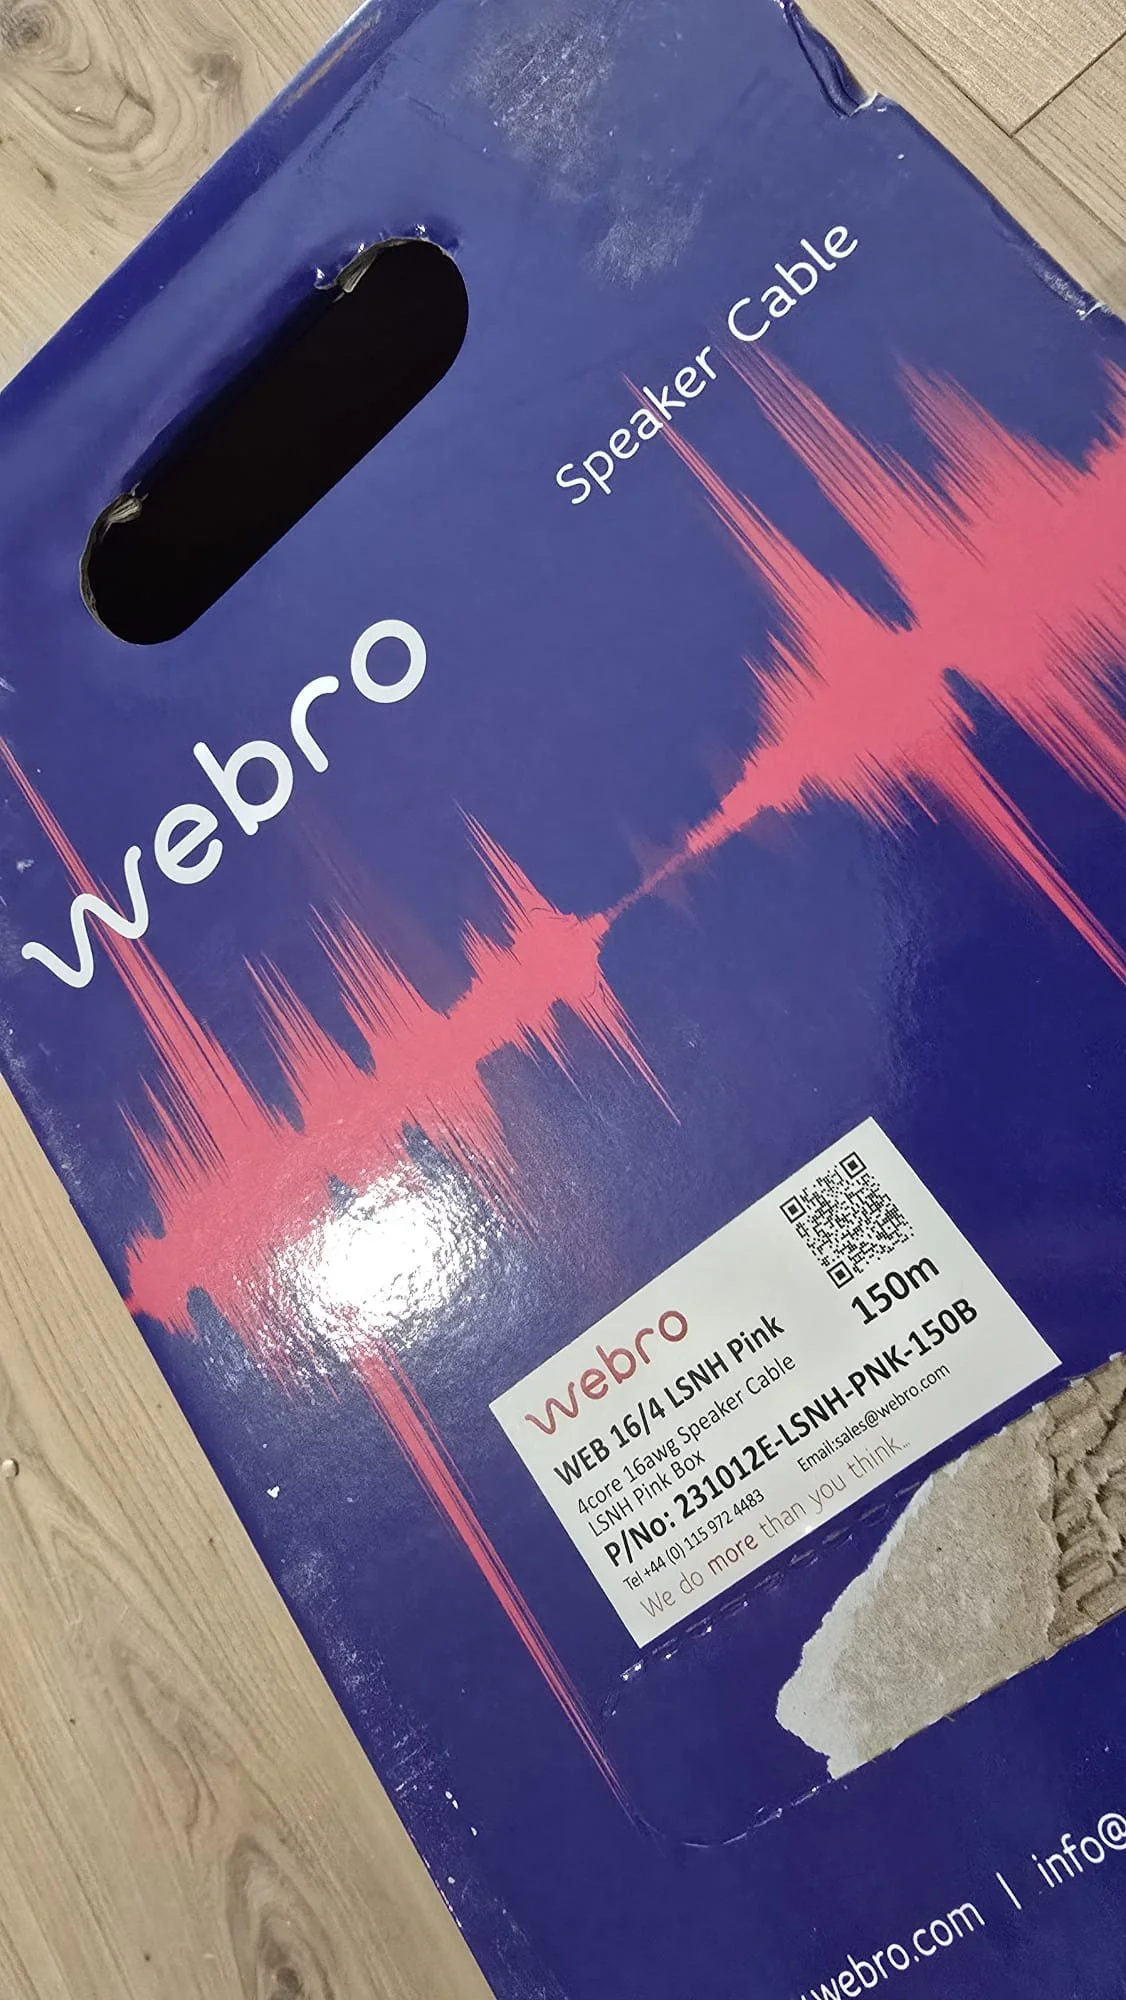 Speaker Cable
webro
webro
150m
WEB 16/4 LSNH Pink
4core 16awg Speaker Cable
LSNH Pink Box
P/No: 231012E-LSNH-PNK-150B
Tel +44 (0) 115 972 4483 Email:sales@webro.com
We do more than you think...
webro.com | info@